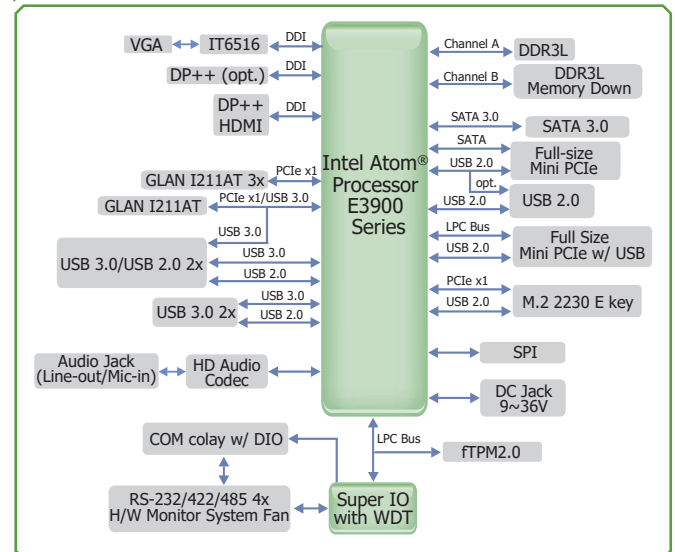 VGA
IT6516
DDI
DP++ (opt.)
DDI
DP++
HDMI
DDI
GLAN I211AT 3x
PCIe x1
GLAN I211AT
PCIe x1/USB 3.0
USB 3.0
USB 3.0/USB 2.0 2x
USB 3.0
USB 2.0
USB 3.0 2x
USB 3.0
USB 2.0
Audio Jack
(Line-out/Mic-in)
HD Audio
Codec
Intel Atom®
Processor
E3900
Series
Channel A
DDR3L
Channel B
DDR3L
Memory Down
SATA 3.0
SATA 3.0
SATA
USB 2.0
Full-size
Mini PCIe
opt.
USB 2.0
USB 2.0
LPC Bus
USB 2.0
Full Size
Mini PCIe w/ USB
PCIe x1
USB 2.0
M.2 2230 E key
SPI
DC Jack
9~36V
LPC Bus
fTPM2.0
COM colay w/ DIO
RS-232/422/485 4x
H/W Monitor System Fan
Super IO
with WDT